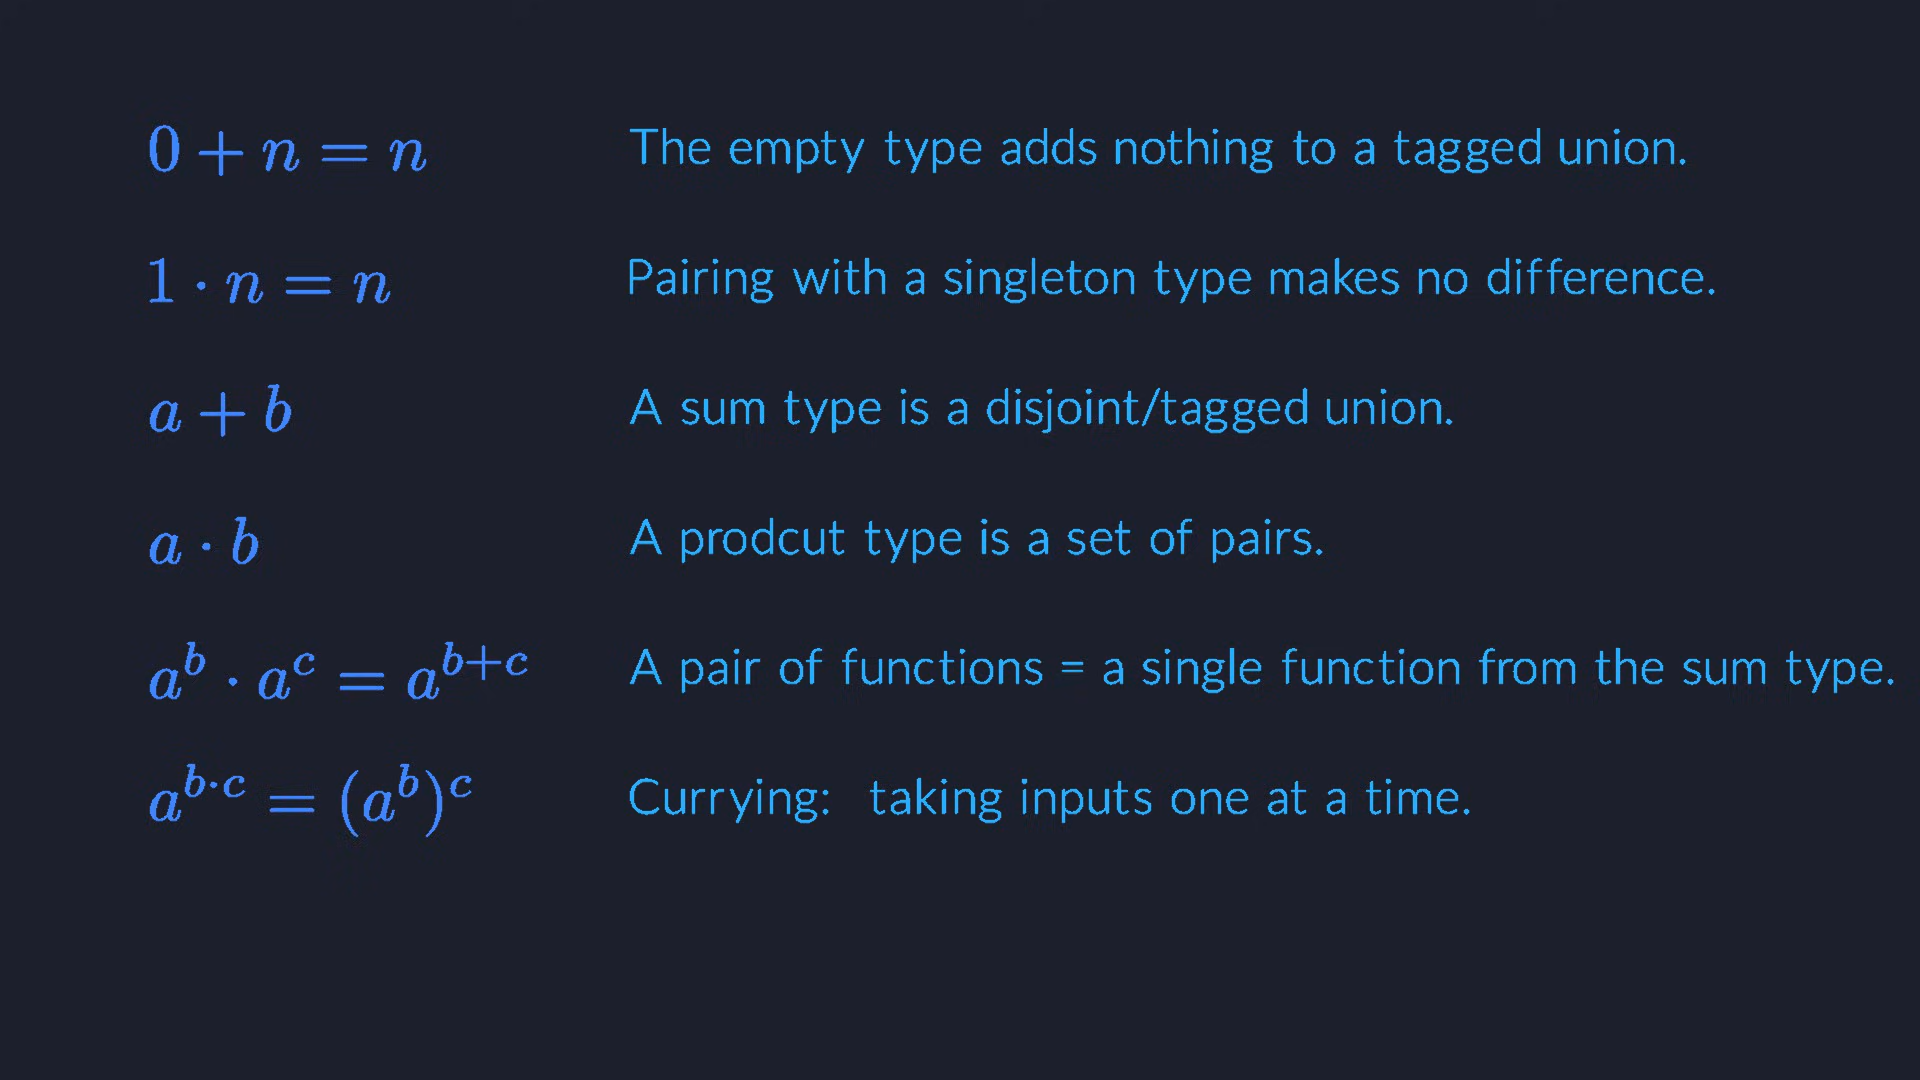 0 + n = n The empty type adds nothing to a tagged union.
1 · n = n Pairing with a singleton type makes no difference.
a + b A sum type is a disjoint/tagged union.
a · b A prodcut type is a set of pairs.
a^b · a^c = a^{b+c} A pair of functions = a single function from the sum type.
a^{b·c} = (a^b)^c Currying: taking inputs one at a time.